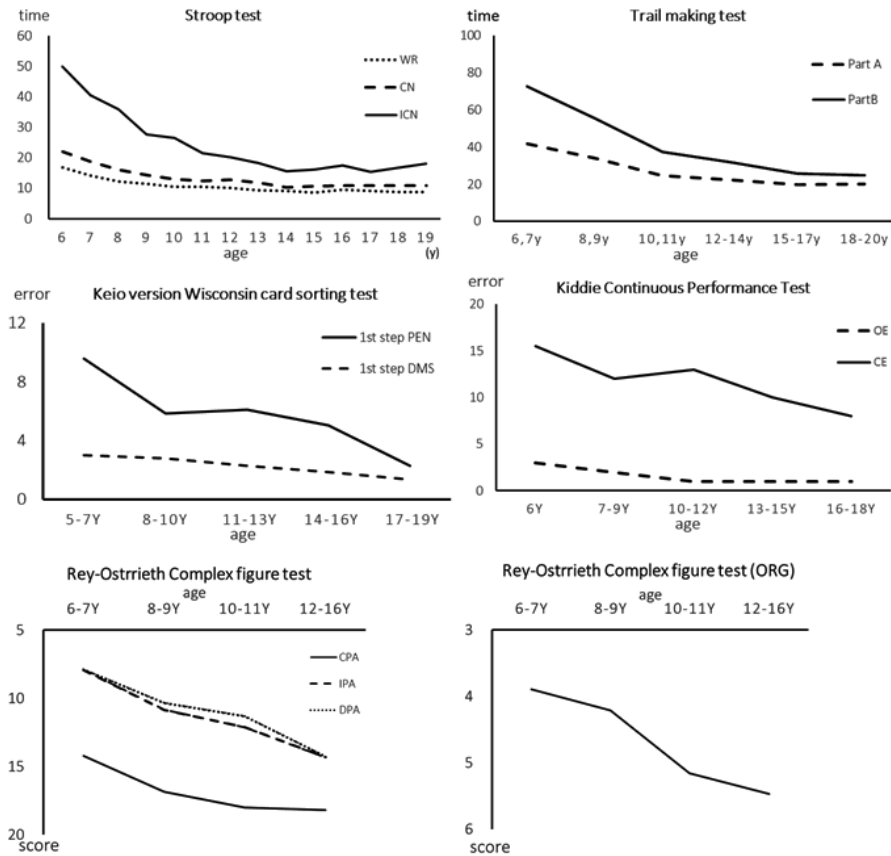 Stroop test
time
60
50
40
30
20
10
0
WR
CN
ICN
6 7 8 9 10 11 12 13 14 15 16 17 18 19
age
(y)
Trail making test
time
100
80
60
40
20
0
Part A
PartB
6,7y 8,9y 10,11y 12-14y 15-17y 18-20y
age
Keio version Wisconsin card sorting test
error
12
8
4
0
1st step PEN
1st step DMS
5-7Y 8-10Y 11-13Y 14-16Y 17-19Y
age
Kiddie Continuous Performance Test
error
20
15
10
5
0
OE
CE
6Y 7-9Y 10-12Y 13-15Y 16-18Y
age
Rey-Ostrrieth Complex figure test
age
6-7Y 8-9Y 10-11Y 12-16Y
5
10
15
20
score
CPA
IPA
DPA
Rey-Ostrrieth Complex figure test (ORG)
age
6-7Y 8-9Y 10-11Y 12-16Y
3
4
5
6
score